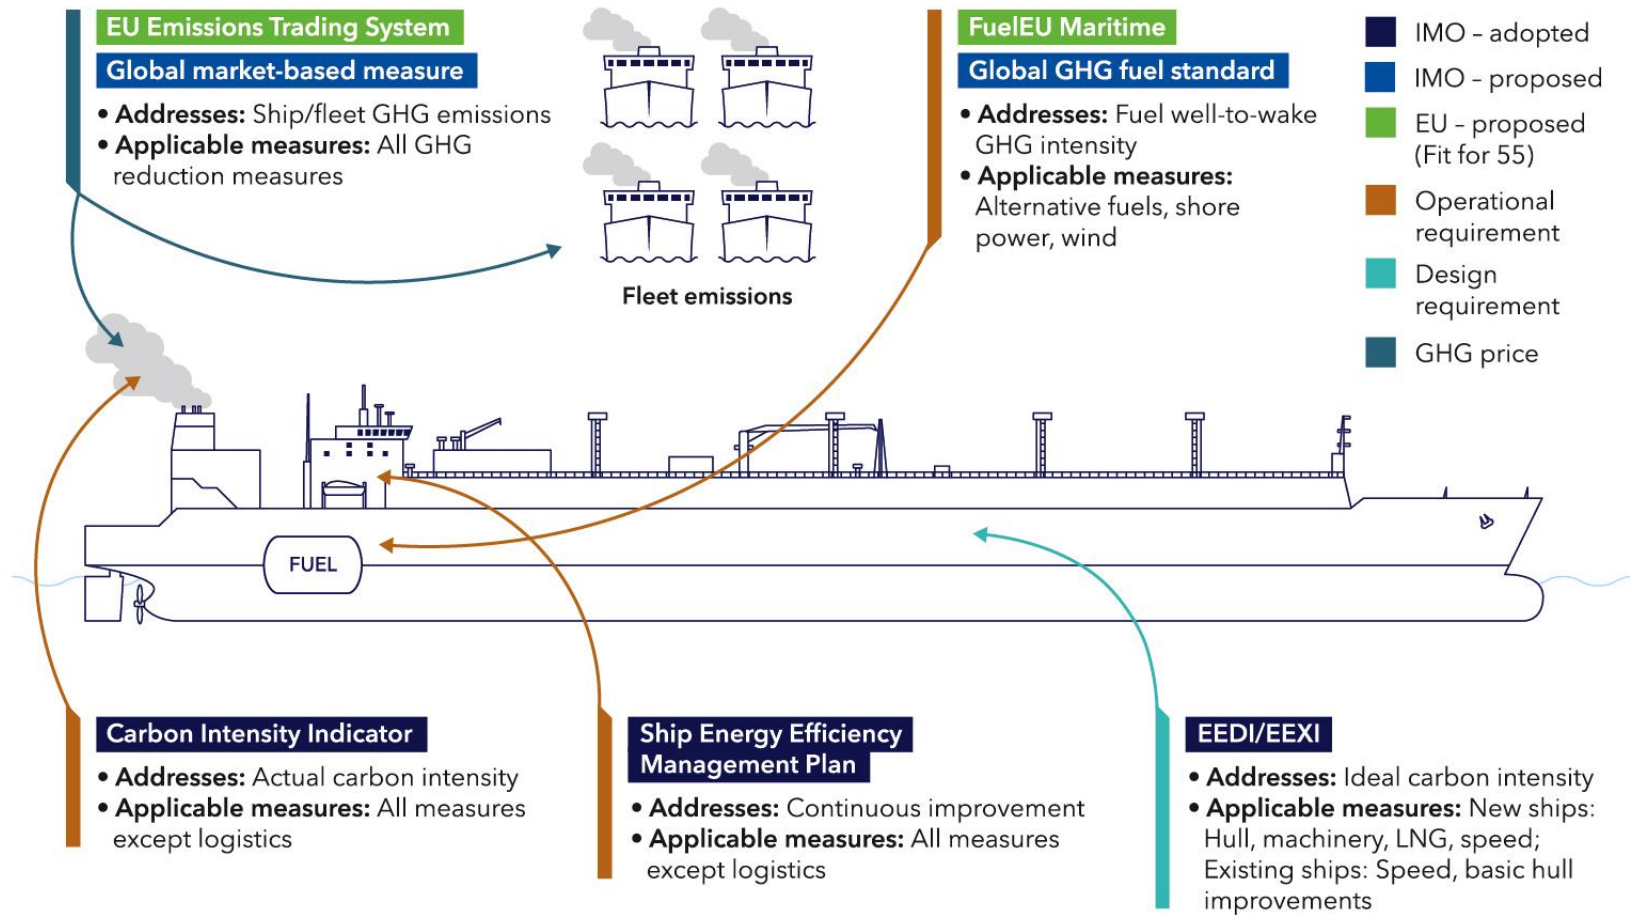 EU Emissions Trading System
Global market-based measure
• Addresses: Ship/fleet GHG emissions
• Applicable measures: All GHG
reduction measures
Fleet emissions
FuelEU Maritime
Global GHG fuel standard
• Addresses: Fuel well-to-wake
GHG intensity
• Applicable measures:
Alternative fuels, shore
power, wind
IMO – adopted
IMO – proposed
EU – proposed
(Fit for 55)
Operational
requirement
Design
requirement
GHG price
FUEL
Carbon Intensity Indicator
• Addresses: Actual carbon intensity
• Applicable measures: All measures
except logistics
Ship Energy Efficiency
Management Plan
• Addresses: Continuous improvement
• Applicable measures: All measures
except logistics
EEDI/EEXI
• Addresses: Ideal carbon intensity
• Applicable measures: New ships:
Hull, machinery, LNG, speed;
Existing ships: Speed, basic hull
improvements